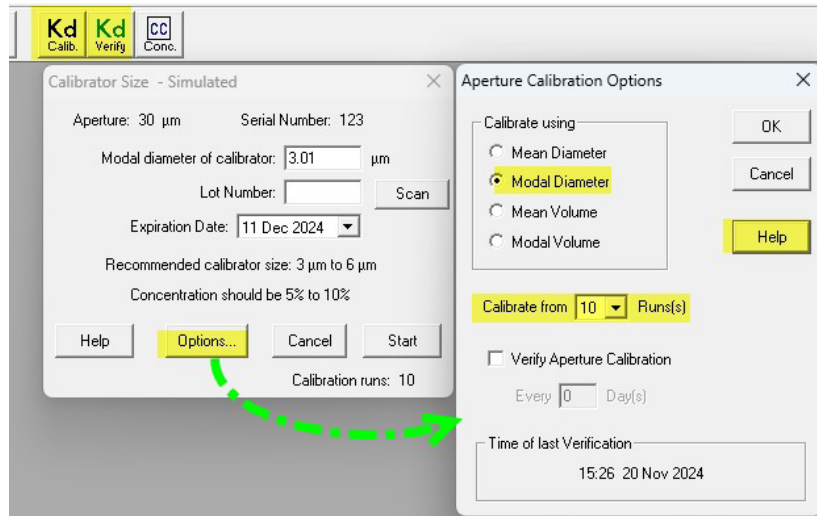 Kd Calib.
Kd Verify
CC Conc.
Calibrator Size - Simulated
Aperture: 30 µm Serial Number: 123
Modal diameter of calibrator: 3.01 µm
Lot Number: Scan
Expiration Date: 11 Dec 2024
Recommended calibrator size: 3 µm to 6 µm
Concentration should be 5% to 10%
Help Options... Cancel Start
Calibration runs: 10
Aperture Calibration Options
Calibrate using
Mean Diameter
Modal Diameter
Mean Volume
Modal Volume
OK
Cancel
Help
Calibrate from 10 Runs(s)
Verify Aperture Calibration
Every 0 Day(s)
Time of last Verification
15:26 20 Nov 2024